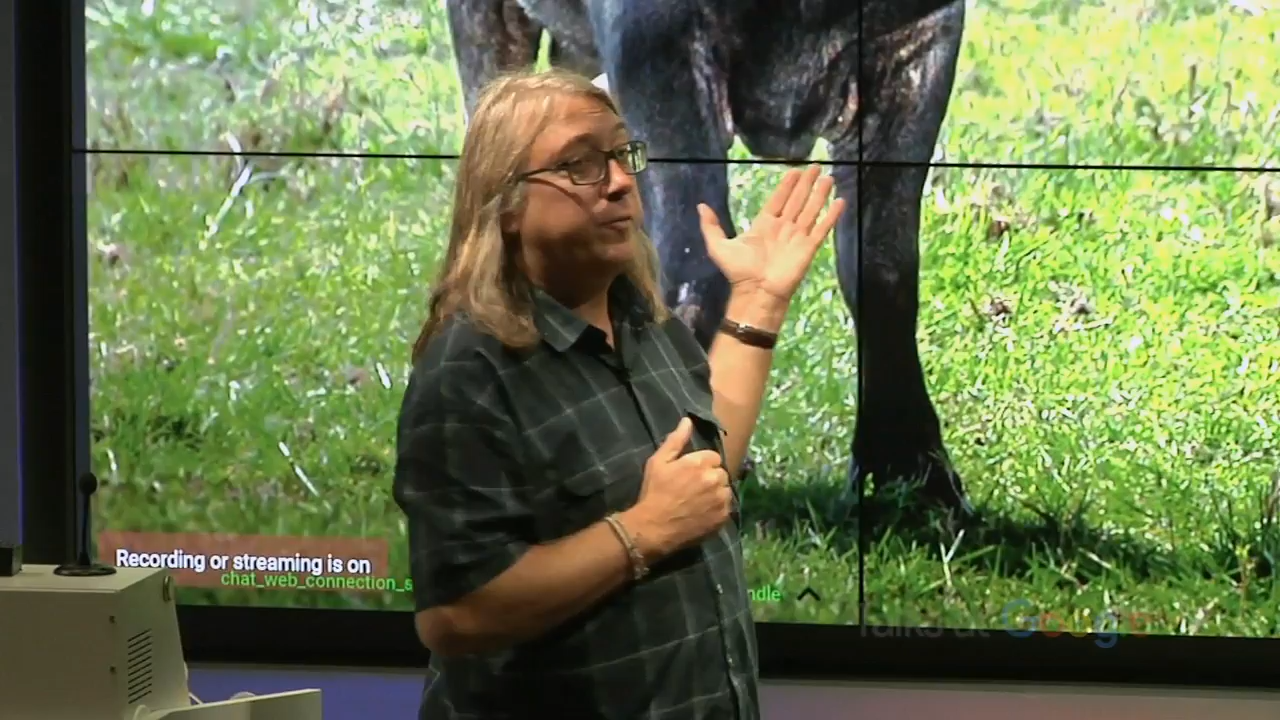 Recording or streaming is on
chat_web_connection_s
ndle
Talks at Google